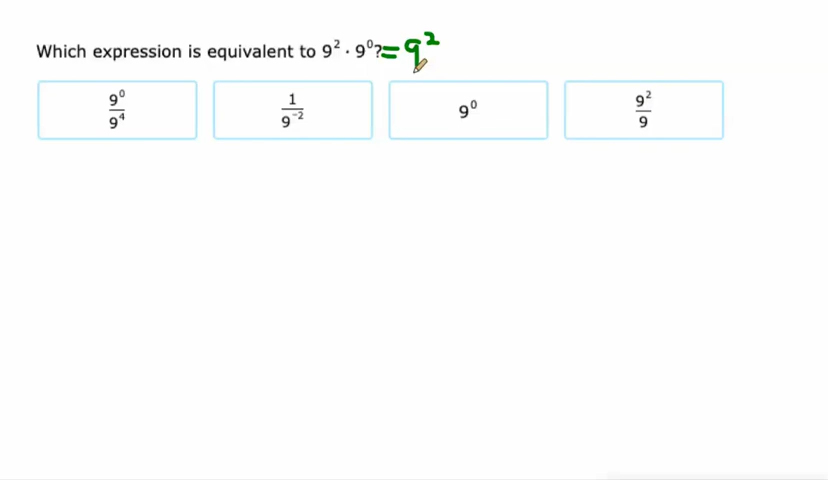 Which expression is equivalent to 9² · 9⁰?=9²
9⁰/9⁴
1/9⁻²
9⁰
9²/9